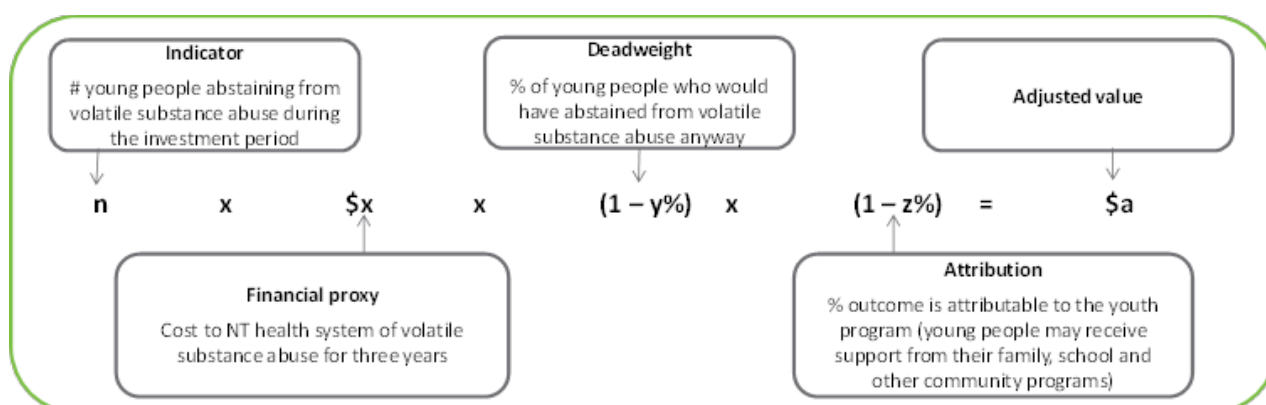 Indicator
# young people abstaining from
volatile substance abuse during
the investment period
Deadweight
% of young people who would
have abstained from volatile
substance abuse anyway
Adjusted value
n x $x x (1 – y%) x (1 – z%) = $a
Financial proxy
Cost to NT health system of volatile
substance abuse for three years
Attribution
% outcome is attributable to the youth
program (young people may receive
support from their family, school and
other community programs)